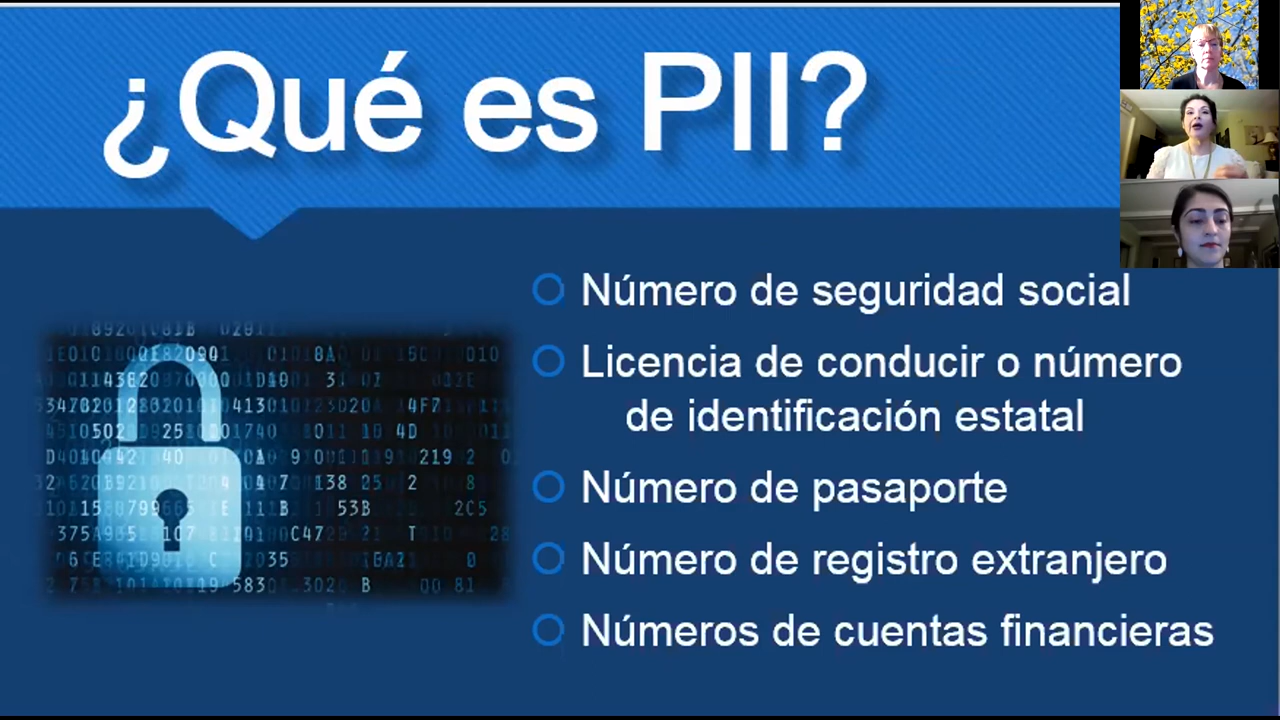 ¿Qué es PII?
Número de seguridad social
Licencia de conducir o número
de identificación estatal
Número de pasaporte
Número de registro extranjero
Números de cuentas financieras